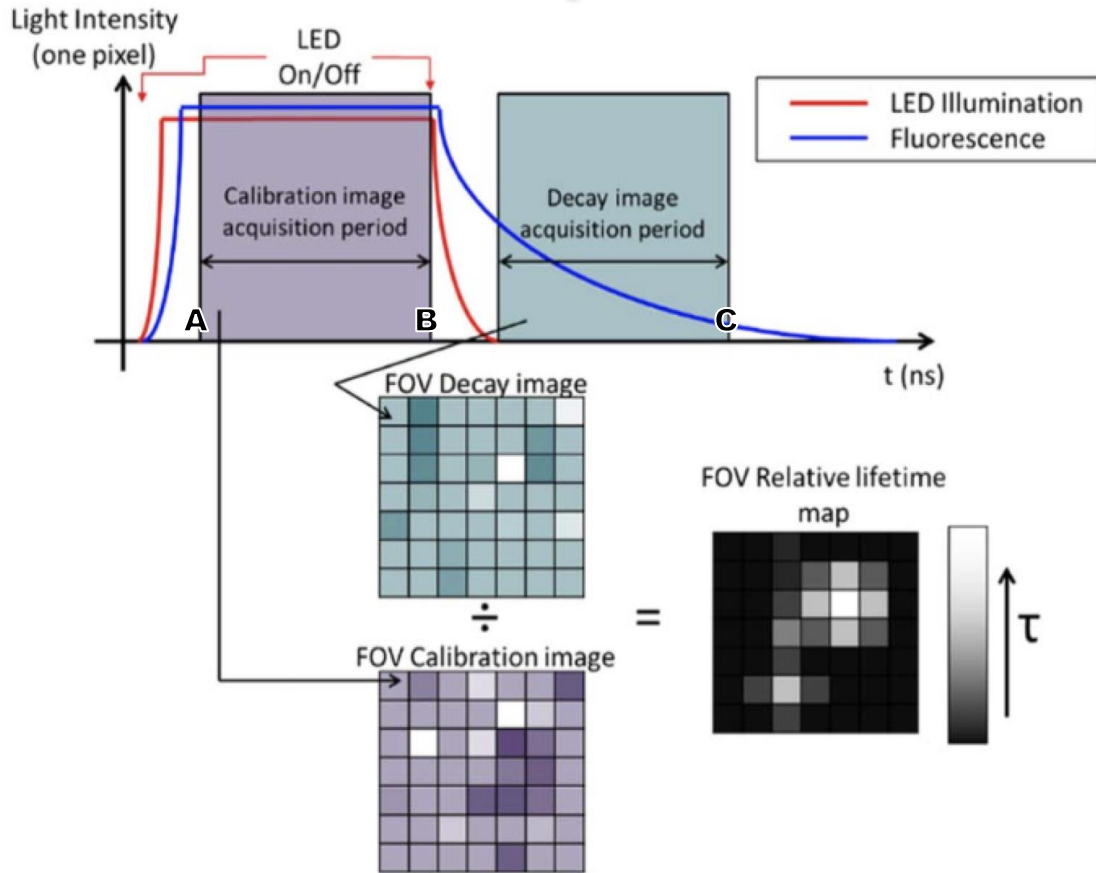 Light Intensity
(one pixel)
LED
On/Off
LED Illumination
Fluorescence
Calibration image
acquisition period
Decay image
acquisition period
A
B
C
t (ns)
FOV Decay image
÷
FOV Calibration image
=
FOV Relative lifetime
map
τ